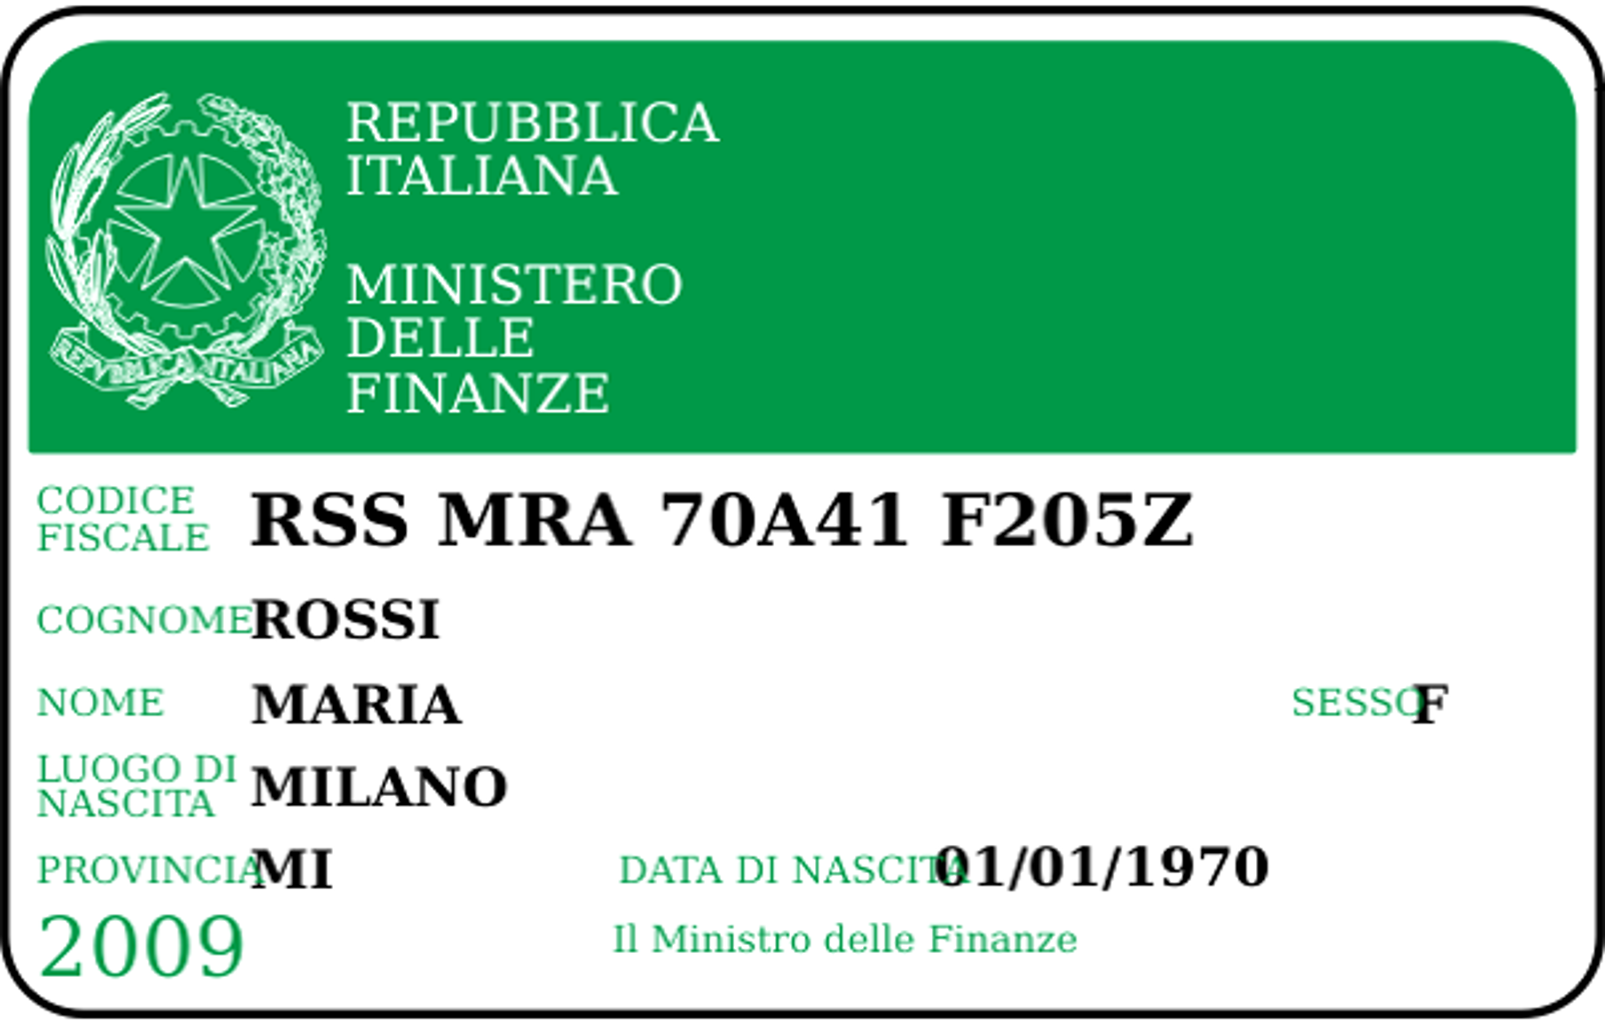 REPUBBLICA
ITALIANA
MINISTERO
DELLE
FINANZE
REPVBBLICA ITALIANA
CODICE
FISCALE
RSS MRA 70A41 F205Z
COGNOME ROSSI
NOME MARIA SESSO F
LUOGO DI
NASCITA
MILANO
PROVINCIA MI DATA DI NASCITA 01/01/1970
2009 Il Ministro delle Finanze